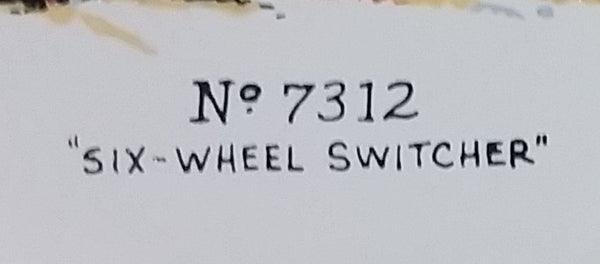 Nº 7312
"SIX-WHEEL SWITCHER"